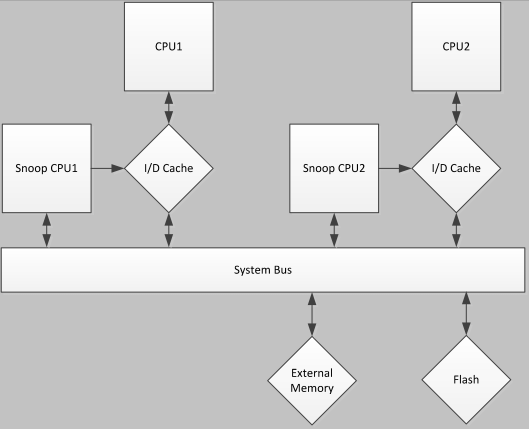 CPU1
CPU2
Snoop CPU1
I/D Cache
Snoop CPU2
I/D Cache
System Bus
External
Memory
Flash